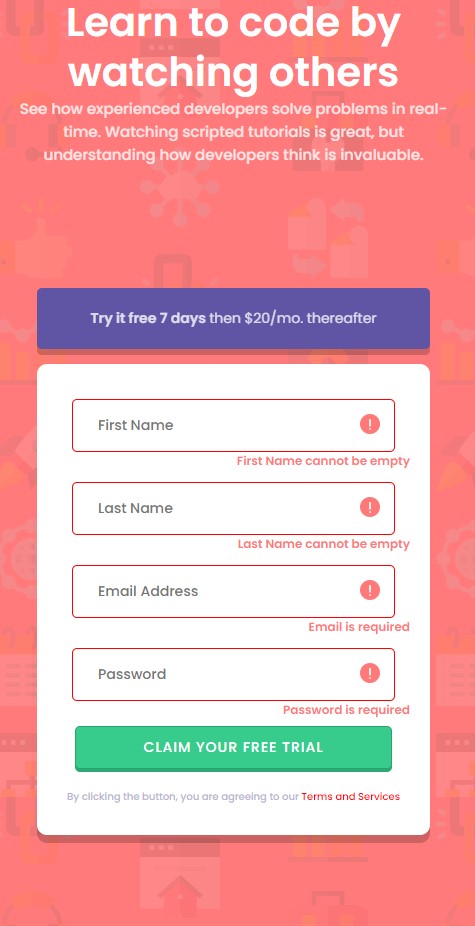 Learn to code by
watching others
See how experienced developers solve problems in real-
time. Watching scripted tutorials is great, but
understanding how developers think is invaluable.
Try it free 7 days then $20/mo. thereafter
First Name
!
First Name cannot be empty
Last Name
!
Last Name cannot be empty
Email Address
!
Email is required
Password
!
Password is required
CLAIM YOUR FREE TRIAL
By clicking the button, you are agreeing to our Terms and Services